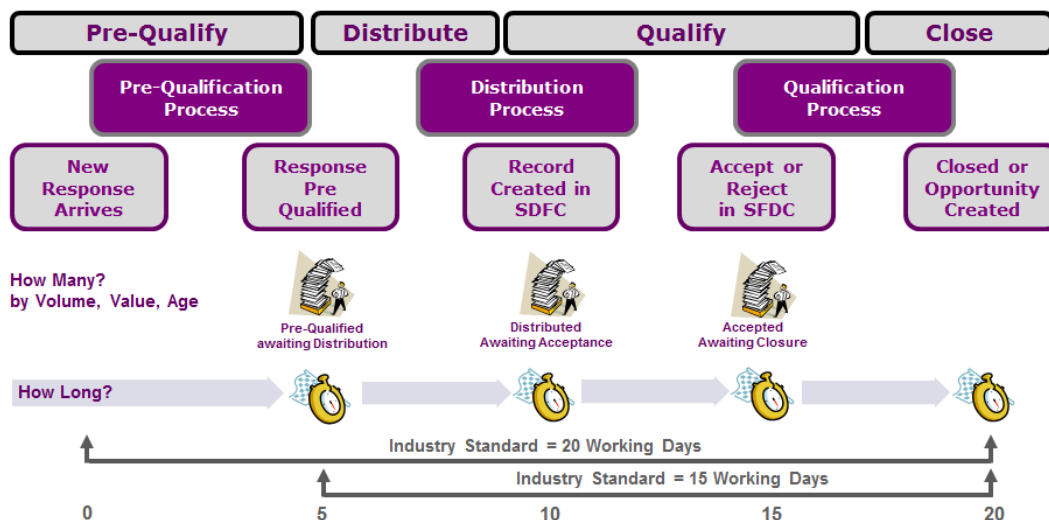 Pre-Qualify
Distribute
Qualify
Close
Pre-Qualification
Process
Distribution
Process
Qualification
Process
New
Response
Arrives
Response
Pre
Qualified
Record
Created in
SDFC
Accept or
Reject
in SFDC
Closed or
Opportunity
Created
How Many?
by Volume, Value, Age
Pre-Qualified
awaiting Distribution
Distributed
Awaiting Acceptance
Accepted
Awaiting Closure
How Long?
Industry Standard = 20 Working Days
Industry Standard = 15 Working Days
0
5
10
15
20